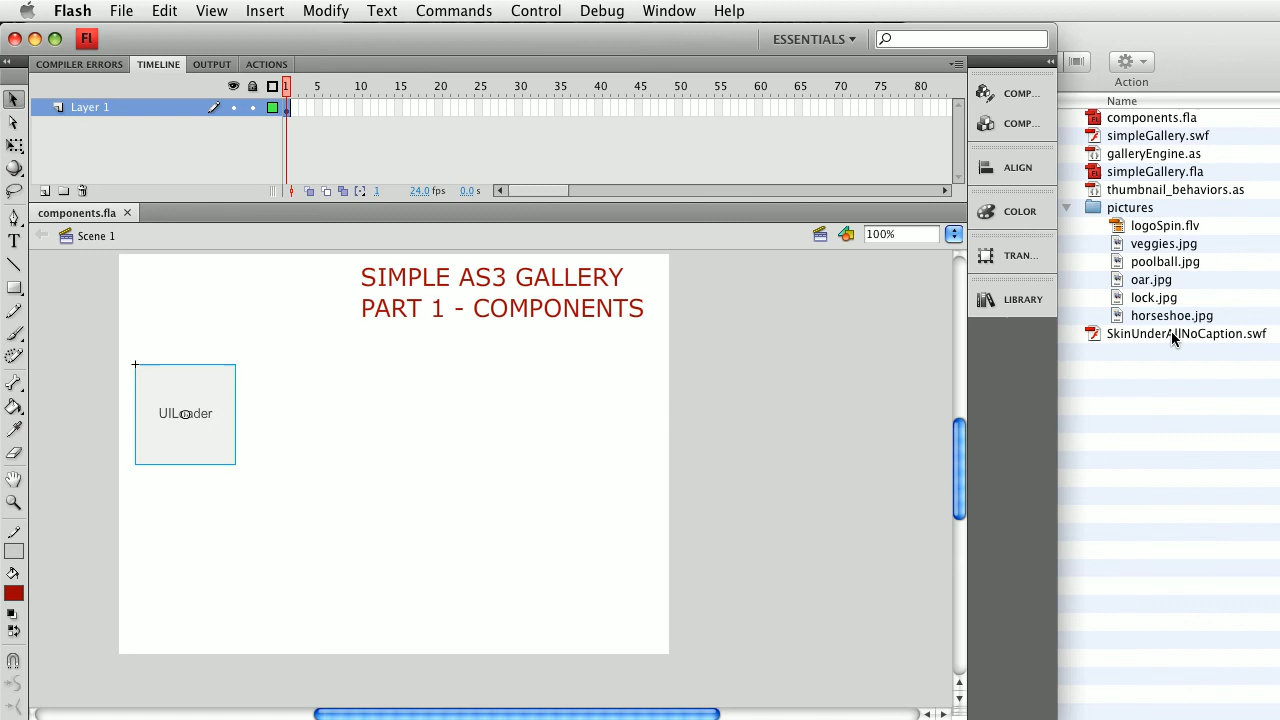 Flash File Edit View Insert Modify Text Commands Control Debug Window Help
Fl ESSENTIALS
COMPILER ERRORS TIMELINE OUTPUT ACTIONS
Action
1 5 10 15 20 25 30 35 40 45 50 55 60 65 70 75 80
Layer 1
1 24.0 fps 0.0 s
components.fla
Scene 1 100%
COMP...
COMP...
ALIGN
COLOR
TRAN...
LIBRARY
SIMPLE AS3 GALLERY
PART 1 - COMPONENTS
UILoader
T
Name
components.fla
simpleGallery.swf
galleryEngine.as
simpleGallery.fla
thumbnail_behaviors.as
pictures
logoSpin.flv
veggies.jpg
poolball.jpg
oar.jpg
lock.jpg
horseshoe.jpg
SkinUnderAllNoCaption.swf